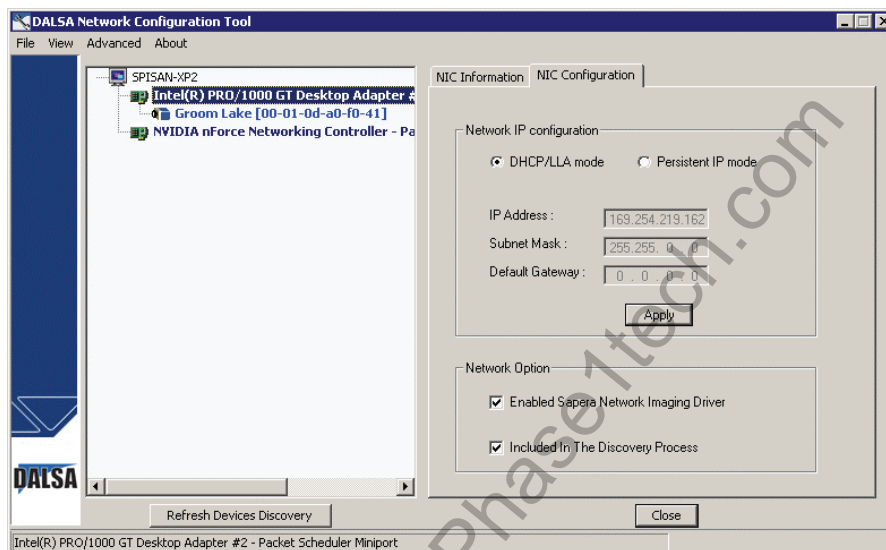 DALSA Network Configuration Tool
File View Advanced About
SPISAN-XP2
Intel(R) PRO/1000 GT Desktop Adapter #
Groom Lake [00-01-0d-a0-f0-41]
NVIDIA nForce Networking Controller - Pa
NIC Information
NIC Configuration
Network IP configuration
DHCP/LLA mode
Persistent IP mode
IP Address :
169.254.219.162
Subnet Mask :
255.255. 0 . 0
Default Gateway :
0 . 0 . 0 . 0
Apply
Network Option
Enabled Sapera Network Imaging Driver
Included In The Discovery Process
DALSA
Refresh Devices Discovery
Close
Intel(R) PRO/1000 GT Desktop Adapter #2 - Packet Scheduler Miniport
Phase1tech.com